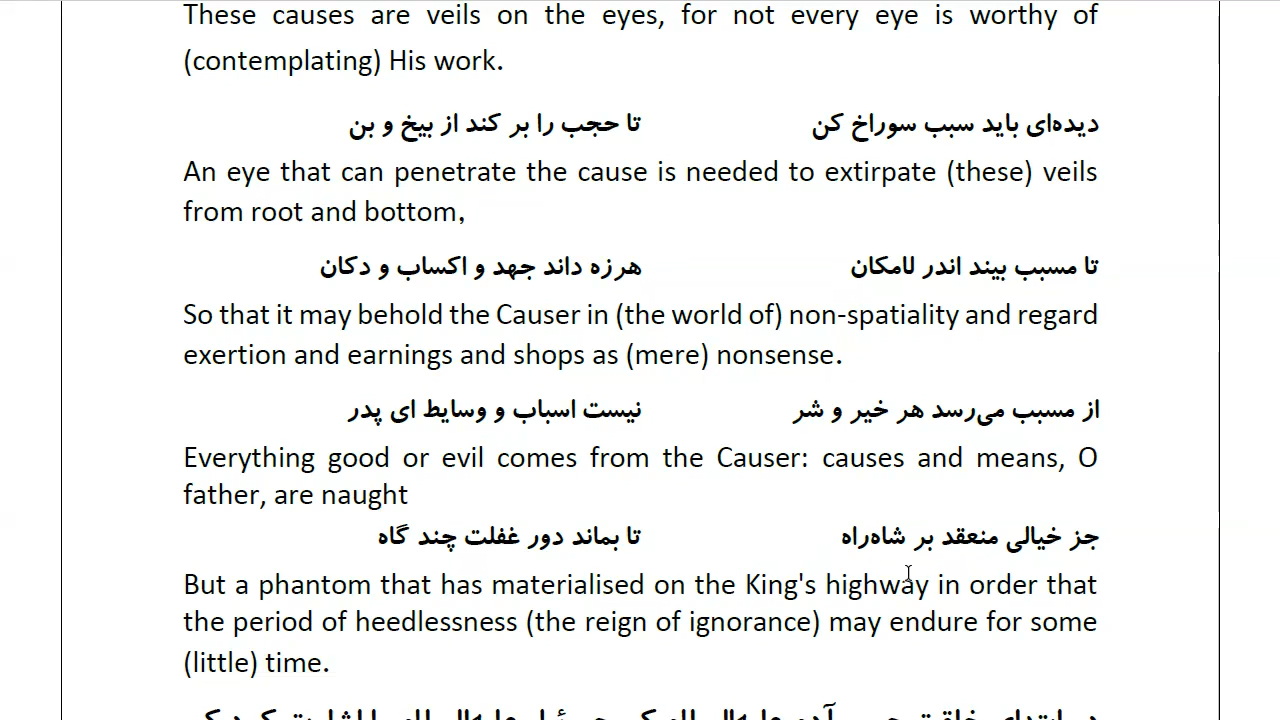 These causes are veils on the eyes, for not every eye is worthy of
(contemplating) His work.
دیده‌ای باید سبب سوراخ کن تا حجب را بر کند از بیخ و بن
An eye that can penetrate the cause is needed to extirpate (these) veils
from root and bottom,
تا مسبب بیند اندر لامکان هرزه داند جهد و اکساب و دکان
So that it may behold the Causer in (the world of) non-spatiality and regard
exertion and earnings and shops as (mere) nonsense.
از مسبب می‌رسد هر خیر و شر نیست اسباب و وسایط ای پدر
Everything good or evil comes from the Causer: causes and means, O
father, are naught
جز خیالی منعقد بر شاه‌راه تا بماند دور غفلت چند گاه
But a phantom that has materialised on the King's highway in order that
the period of heedlessness (the reign of ignorance) may endure for some
(little) time.